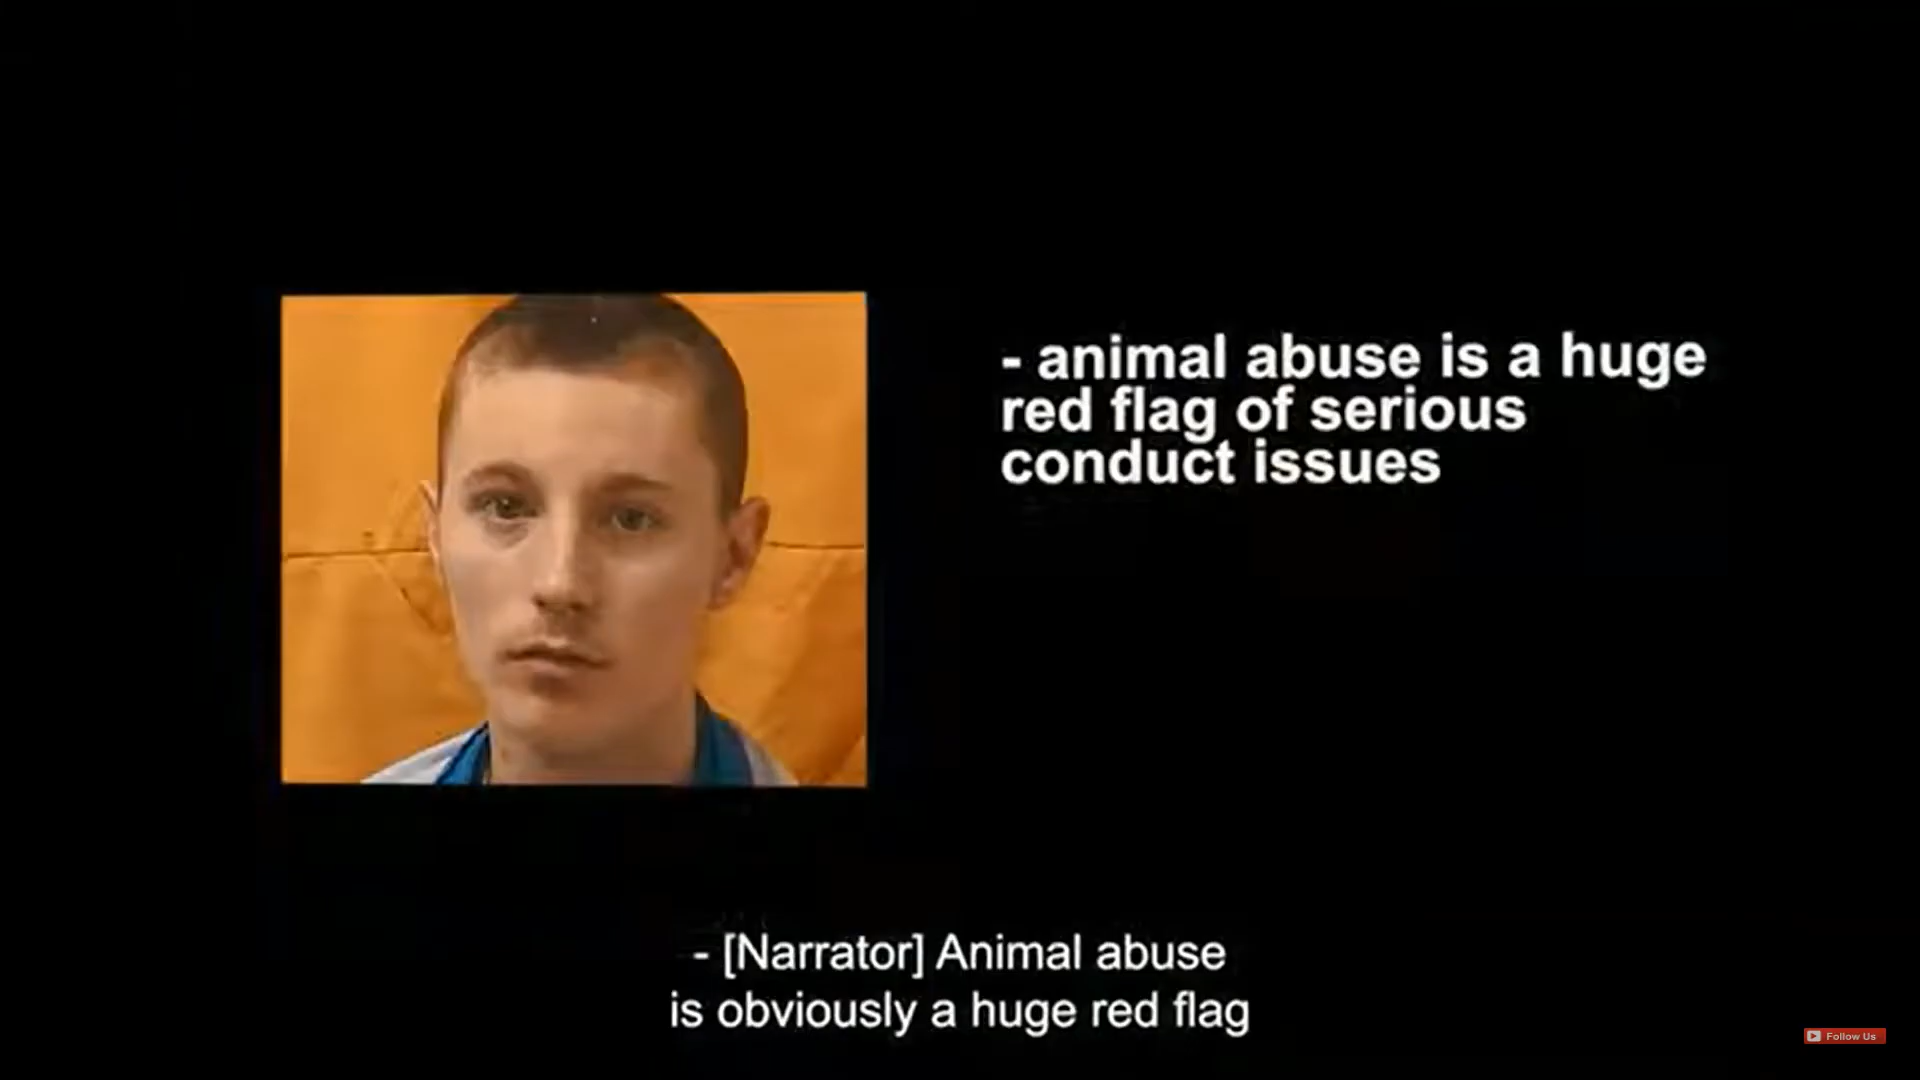 - animal abuse is a huge
red flag of serious
conduct issues
- [Narrator] Animal abuse
is obviously a huge red flag
Follow Us